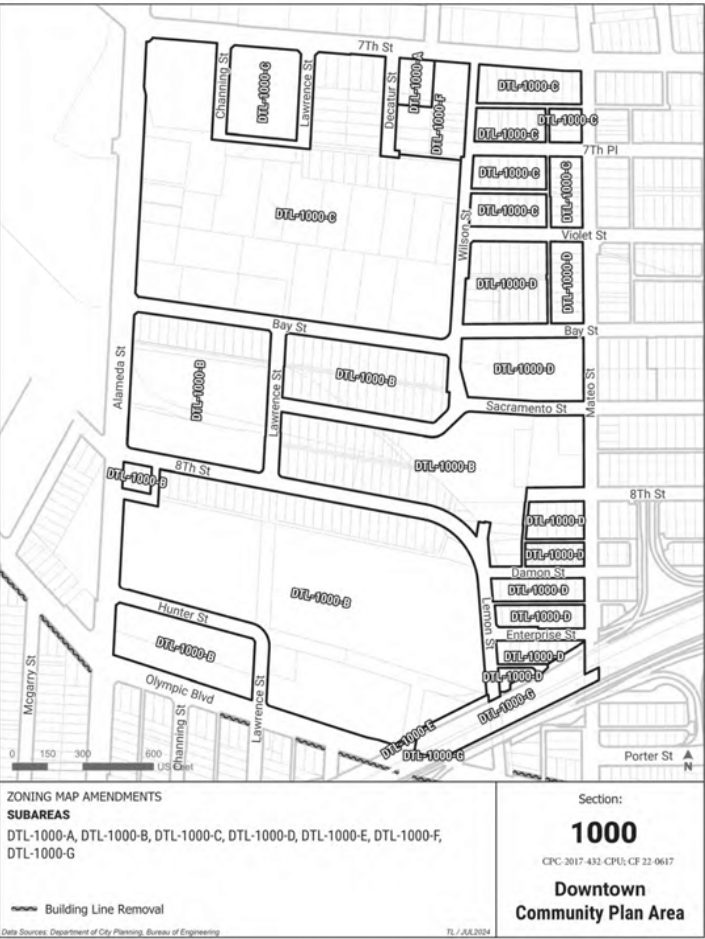 7Th St
Channing St
DTL-1000-C
Lawrence St
Decatur St
DTL-1000-A
DTL-1000-F
DTL-1000-C
DTL-1000-C
DTL-1000-C
7Th Pl
DTL-1000-C
DTL-1000-C
DTL-1000-C
DTL-1000-C
Wilson St
Violet St
DTL-1000-D
DTL-1000-D
Bay St
Bay St
Alameda St
DTL-1000-B
Lawrence St
DTL-1000-B
DTL-1000-D
Mateo St
Sacramento St
DTL-1000-B
8Th St
DTL-1000-B
8Th St
DTL-1000-D
DTL-1000-D
Damon St
DTL-1000-D
DTL-1000-B
Lemon St
DTL-1000-D
Hunter St
Enterprise St
DTL-1000-B
DTL-1000-D
DTL-1000-D
Mcgarry St
Olympic Blvd
Lawrence St
DTL-1000-G
Channing St
DTL-1000-E
DTL-1000-G
0 150 300 600
US Feet
Porter St
N
ZONING MAP AMENDMENTS
SUBAREAS
DTL-1000-A, DTL-1000-B, DTL-1000-C, DTL-1000-D, DTL-1000-E, DTL-1000-F,
DTL-1000-G
Building Line Removal
Data Sources: Department of City Planning, Bureau of Engineering
TL / JUL2024
Section:
1000
CPC-2017-432-CPU; CF 22-0617
Downtown
Community Plan Area